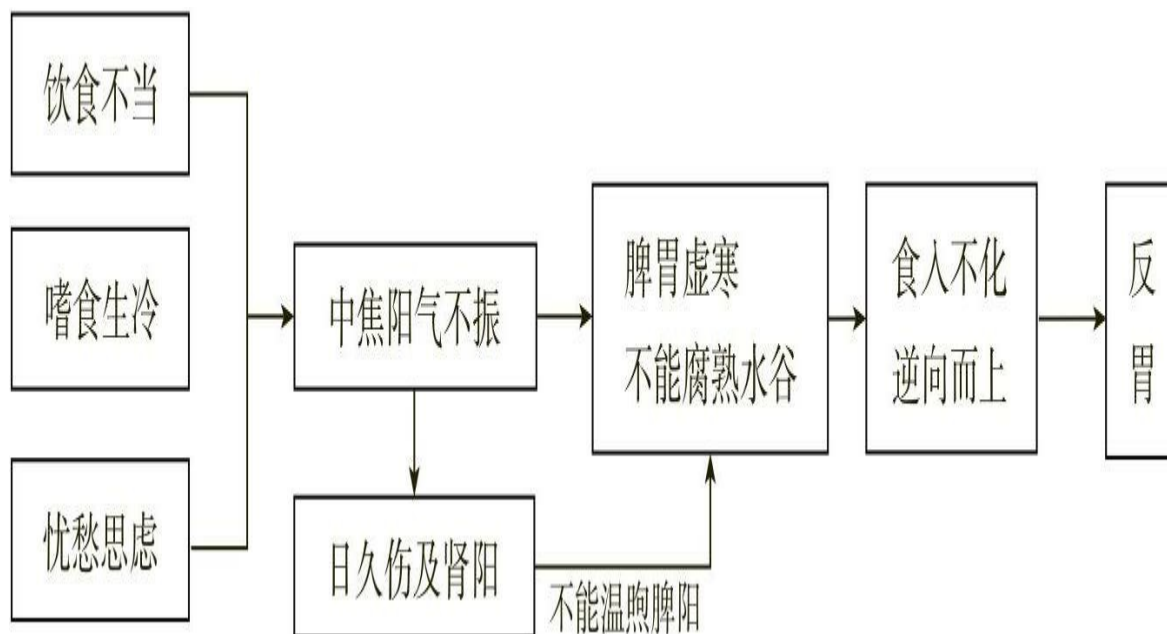 饮食不当
嗜食生冷
忧愁思虑
中焦阳气不振
日久伤及肾阳
不能温煦脾阳
脾胃虚寒
不能腐熟水谷
食入不化
逆向而上
反
胃